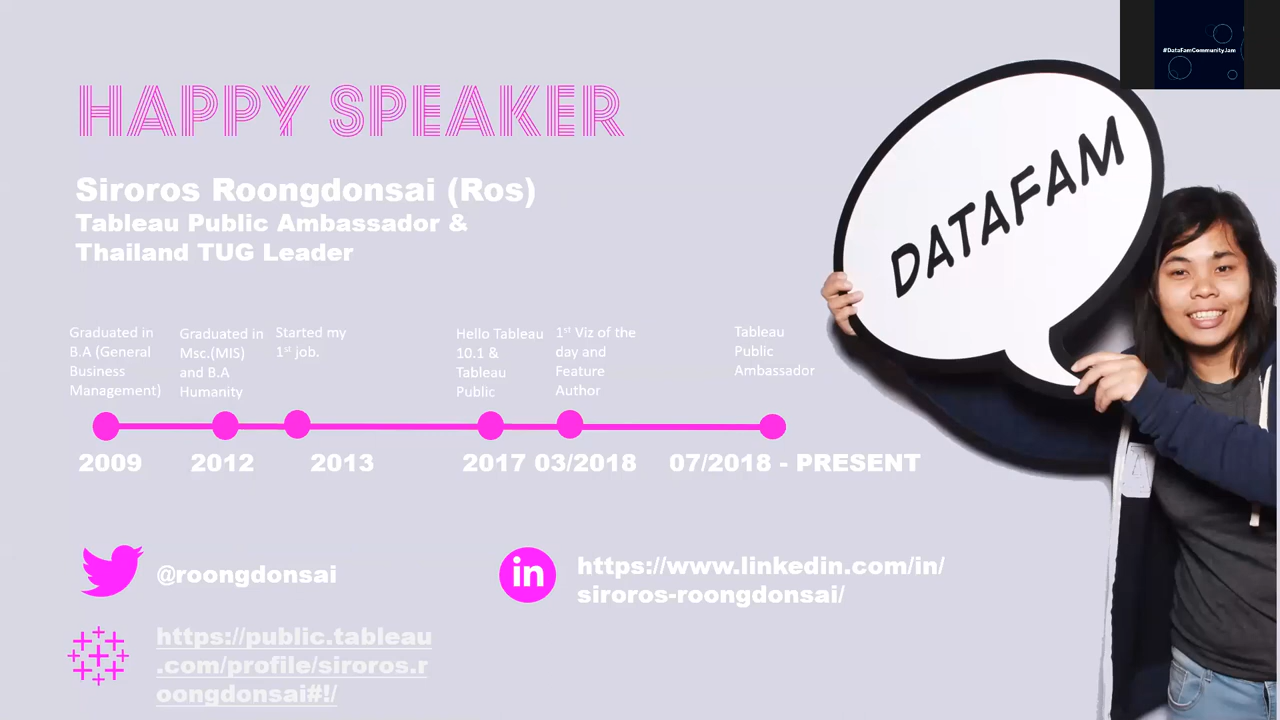 #DataFamCommunityJam
HAPPY SPEAKER
DATAFAM
Siroros Roongdonsai (Ros)
Tableau Public Ambassador &
Thailand TUG Leader
Graduated in
B.A (General
Business
Management)
Graduated in
Msc.(MIS)
and B.A
Humanity
Started my
1st job.
Hello Tableau
10.1 &
Tableau
Public
1st Viz of the
day and
Feature
Author
Tableau
Public
Ambassador
2009
2012
2013
2017
03/2018
07/2018 - PRESENT
@roongdonsai
in
https://www.linkedin.com/in/
siroros-roongdonsai/
https://public.tableau
.com/profile/siroros.r
oongdonsai#!/